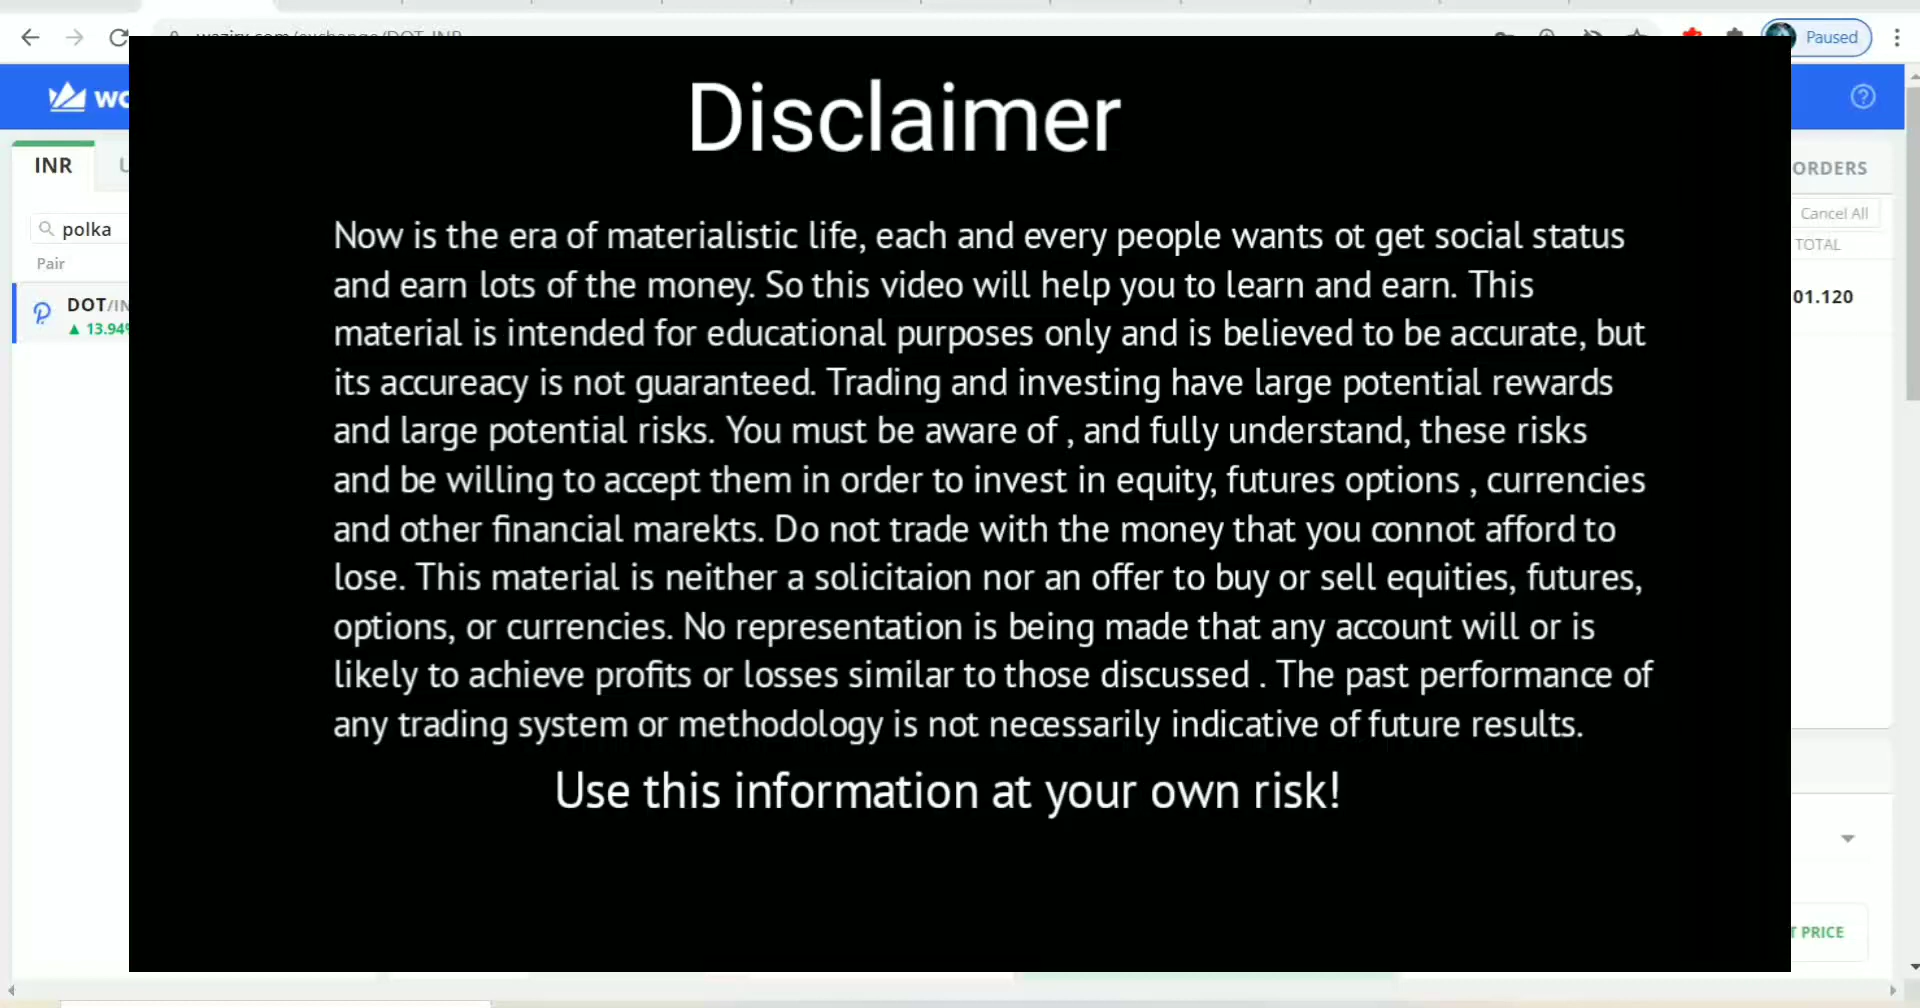 Paused
Disclaimer
INR
ORDERS
polka
Cancel All
Pair
TOTAL
DOT/IN
01.120
▲ 13.94%
Now is the era of materialistic life, each and every people wants ot get social status
and earn lots of the money. So this video will help you to learn and earn. This
material is intended for educational purposes only and is believed to be accurate, but
its accureacy is not guaranteed. Trading and investing have large potential rewards
and large potential risks. You must be aware of , and fully understand, these risks
and be willing to accept them in order to invest in equity, futures options , currencies
and other financial marekts. Do not trade with the money that you connot afford to
lose. This material is neither a solicitaion nor an offer to buy or sell equities, futures,
options, or currencies. No representation is being made that any account will or is
likely to achieve profits or losses similar to those discussed . The past performance of
any trading system or methodology is not necessarily indicative of future results.
Use this information at your own risk!
PRICE